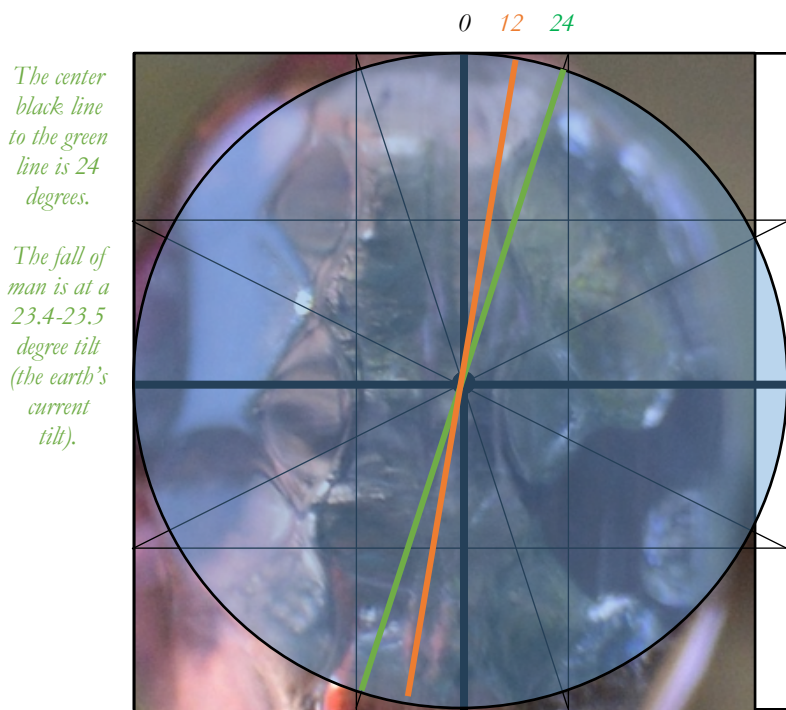 0 12 24
The center
black line
to the green
line is 24
degrees.
The fall of
man is at a
23.4-23.5
degree tilt
(the earth's
current
tilt).